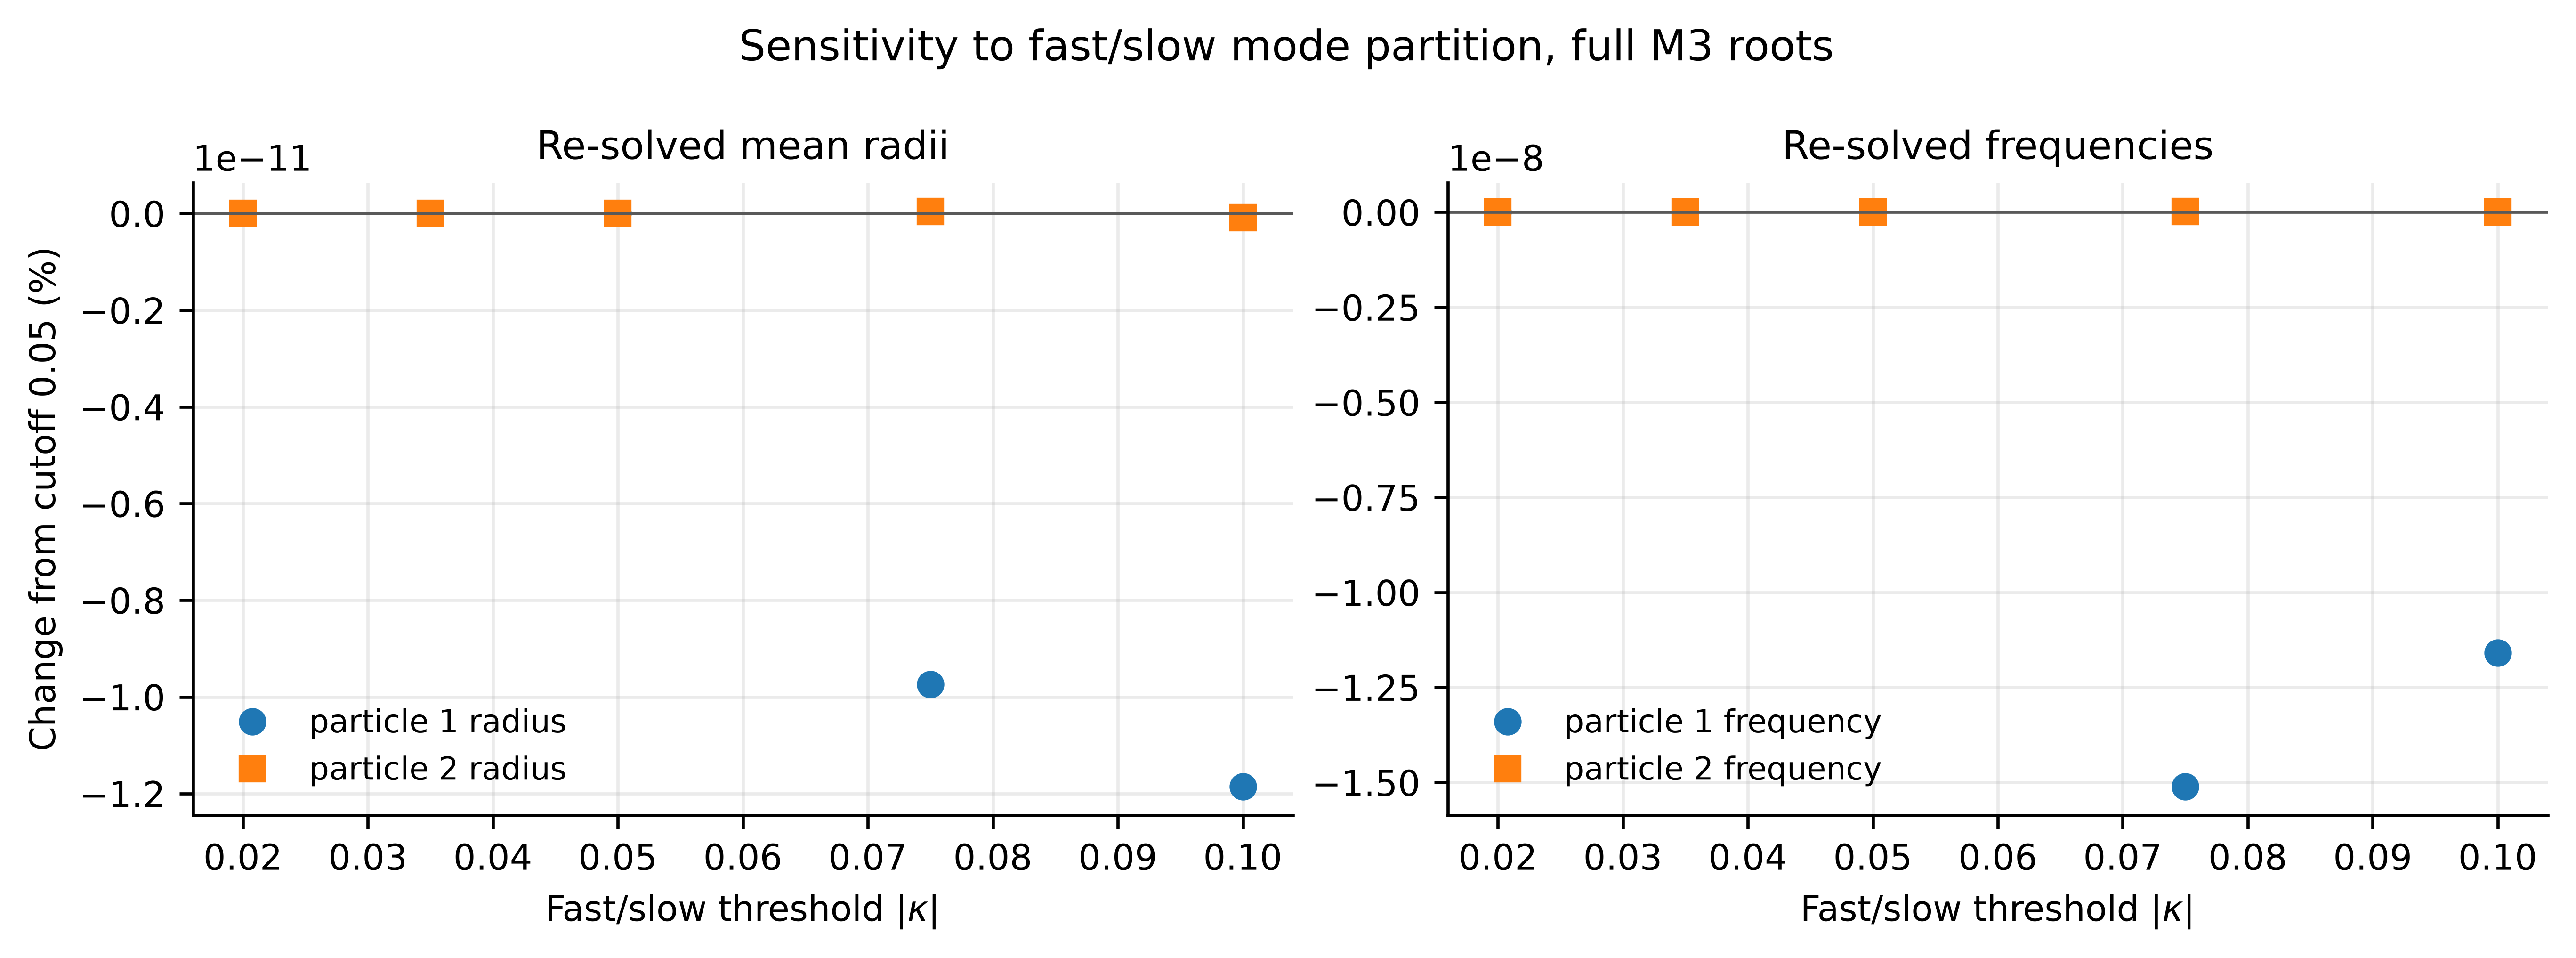 Sensitivity to fast/slow mode partition, full M3 roots
Re-solved mean radii
1e−11
0.0
−0.2
−0.4
−0.6
−0.8
−1.0
−1.2
Change from cutoff 0.05 (%)
particle 1 radius
particle 2 radius
0.02 0.03 0.04 0.05 0.06 0.07 0.08 0.09 0.10
Fast/slow threshold |κ|
Re-solved frequencies
1e−8
0.00
−0.25
−0.50
−0.75
−1.00
−1.25
−1.50
particle 1 frequency
particle 2 frequency
0.02 0.03 0.04 0.05 0.06 0.07 0.08 0.09 0.10
Fast/slow threshold |κ|